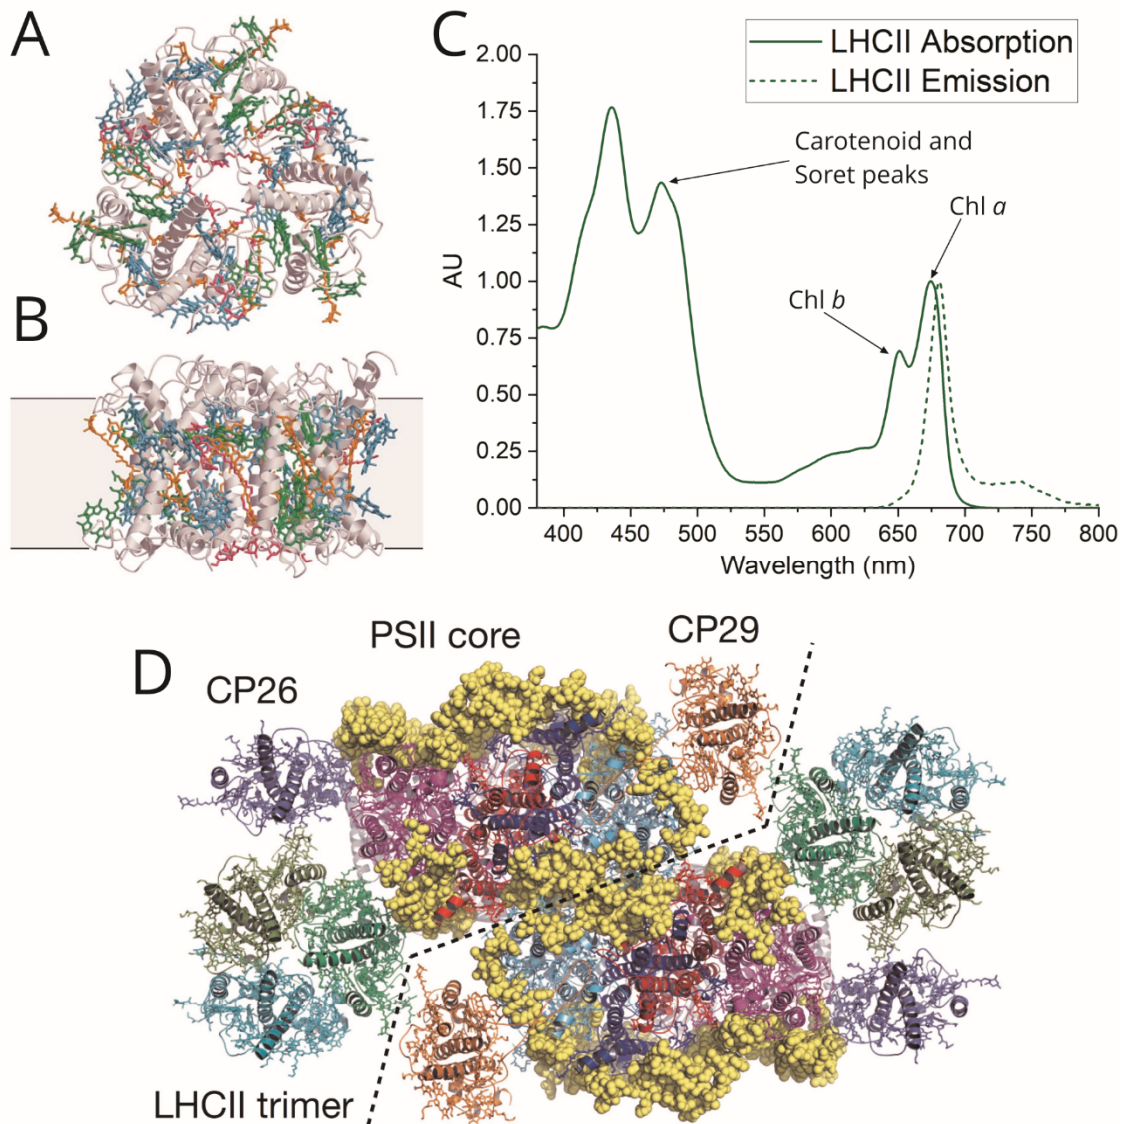 A
B
C
LHCII Absorption
LHCII Emission
2.00
1.75
1.50
1.25
1.00
0.75
0.50
0.25
0.00
AU
Carotenoid and
Soret peaks
Chl a
Chl b
400 450 500 550 600 650 700 750 800
Wavelength (nm)
D
PSII core
CP29
CP26
LHCII trimer